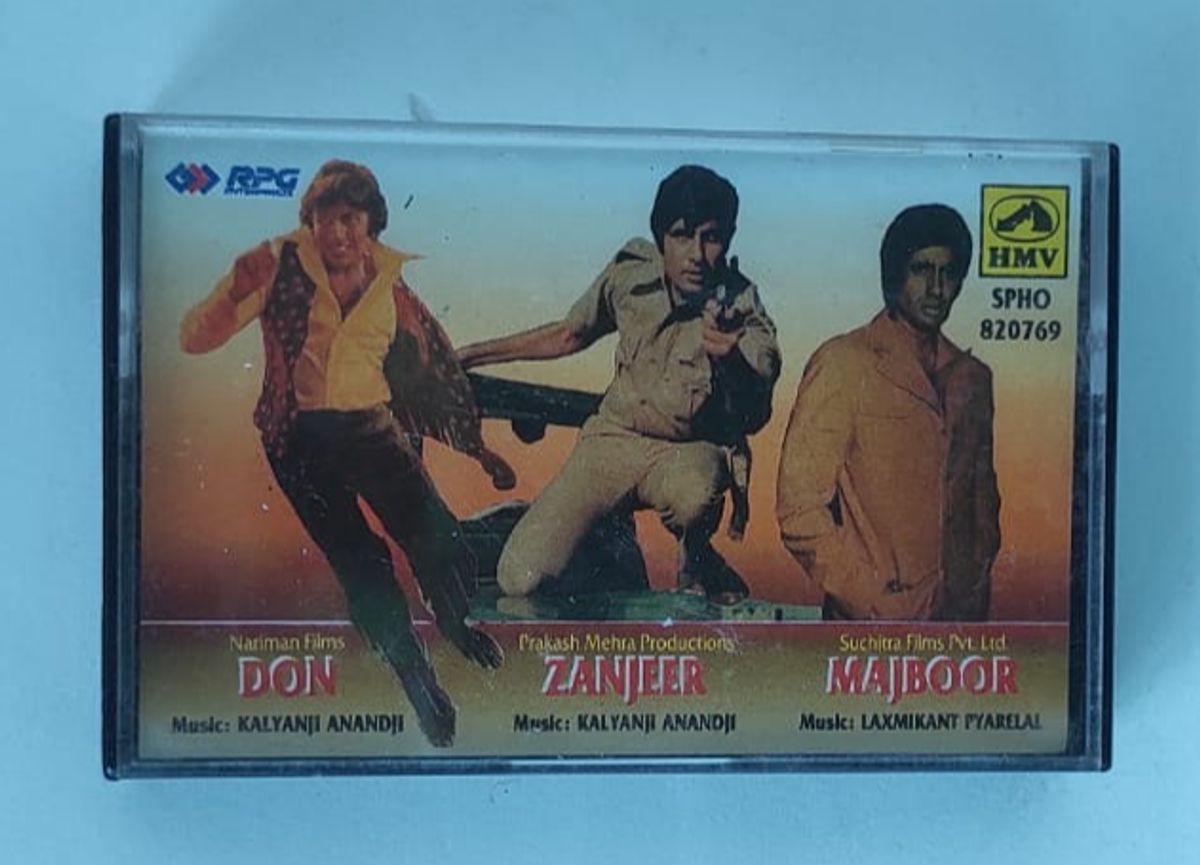 RPG
ENTERPRISES
HMV
SPHO
820769
Nariman Films
DON
Music: KALYANJI ANANDJI
Prakash Mehra Productions
ZANJEER
Music: KALYANJI ANANDJI
Suchitra Films Pvt. Ltd.
MAJBOOR
Music: LAXMIKANT PYARELAL